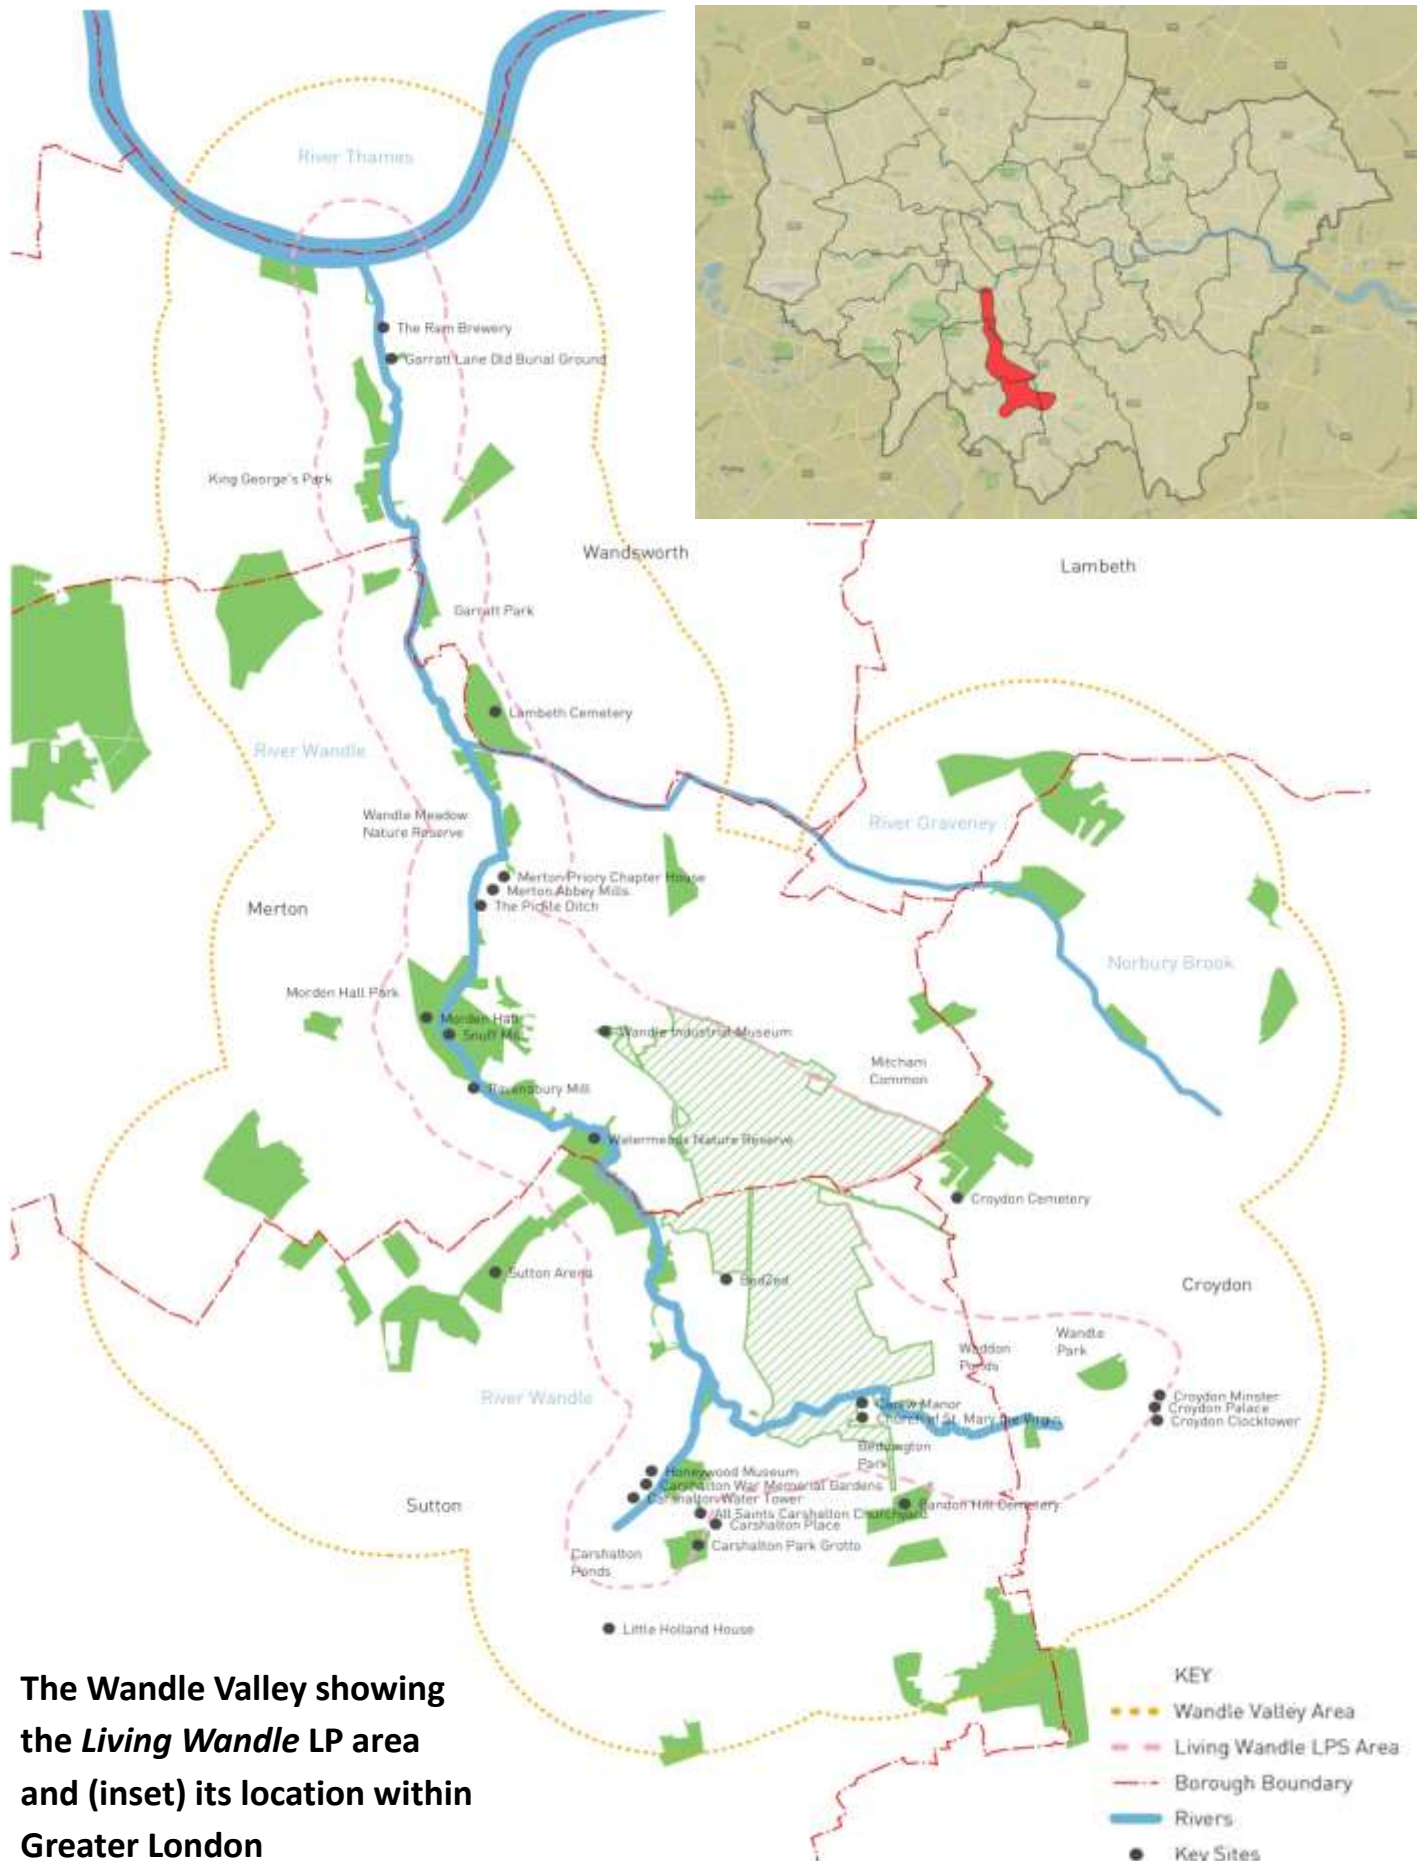 River Thames
The Ram Brewery
Garratt Lane Old Burial Ground
King George's Park
Wandsworth
Lambeth
Garratt Park
Lambeth Cemetery
River Wandle
Wandle Meadow
Nature Reserve
River Graveney
Merton Priory Chapter House
Merton Abbey Mills
The Pickle Ditch
Merton
Norbury Brook
Morden Hall Park
Morden Hall
Snuff Mill
Wandle Industrial Museum
Mitcham
Common
Ravensbury Mill
Watermeads Nature Reserve
Croydon Cemetery
Sutton Arena
BedZed
Croydon
Wandle
Park
Waddon
Ponds
River Wandle
Croydon Minster
Croydon Palace
Croydon Clocktower
Carew Manor
Church of St. Mary the Virgin
Beddington
Park
Honeywood Museum
Carshalton War Memorial Gardens
Carshalton Water Tower
Sutton
All Saints Carshalton Churchyard
Bandon Hill Cemetery
Carshalton Place
Carshalton Park Grotto
Carshalton
Ponds
Little Holland House
The Wandle Valley showing
the Living Wandle LP area
and (inset) its location within
Greater London
KEY
Wandle Valley Area
Living Wandle LPS Area
Borough Boundary
Rivers
Key Sites